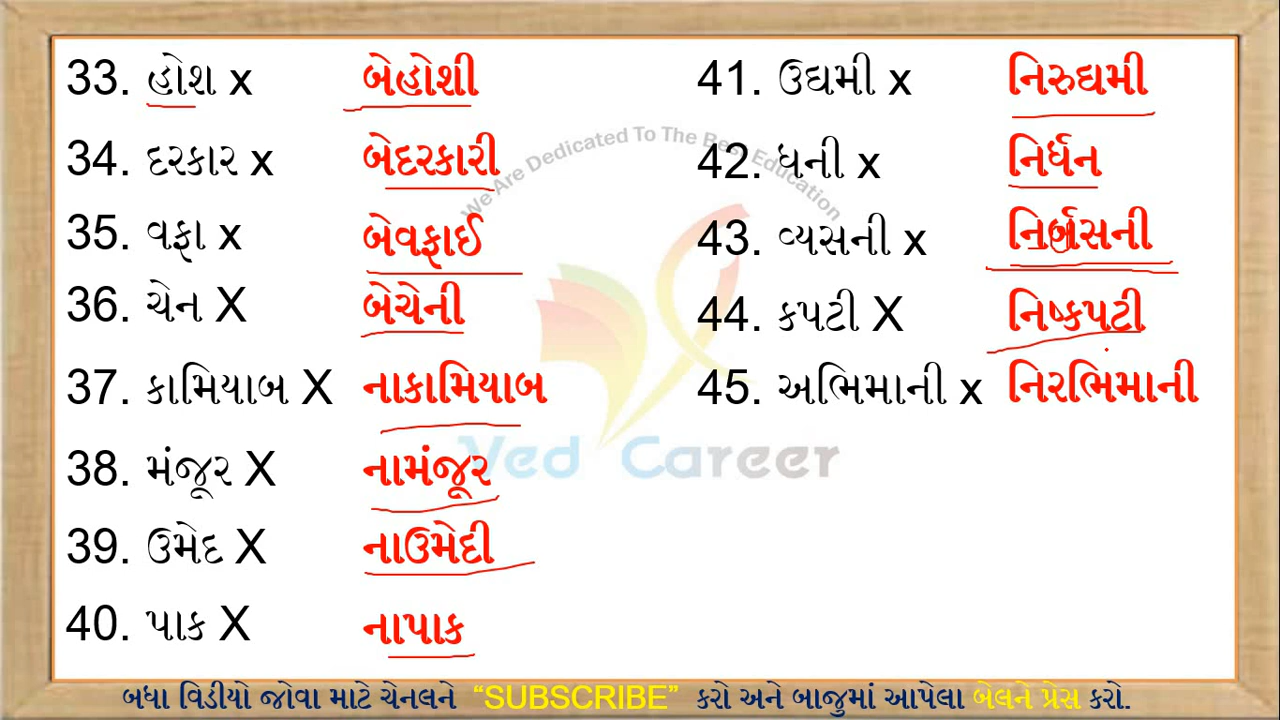 33. હોશ x બેહોશી
34. દરકાર x બેદરકારી
35. વફા x બેવફાઈ
36. ચેન X બેચેની
37. કામિયાબ X નાકામિયાબ
38. મંજૂર X નામંજૂર
39. ઉમેદ X નાઉમેદી
40. પાક X નાપાક
41. ઉદ્યમી x નિરુદ્યમી
42. ધની x નિર્ધન
43. વ્યસની x
44. કપટી X નિષ્કપટી
45. અભિમાની x નિરભિમાની
We Are Dedicated To The Best Education
Ved Career
બધા વિડીયો જોવા માટે ચેનલને “SUBSCRIBE” કરો અને બાજુમાં આપેલા બેલને પ્રેસ કરો.